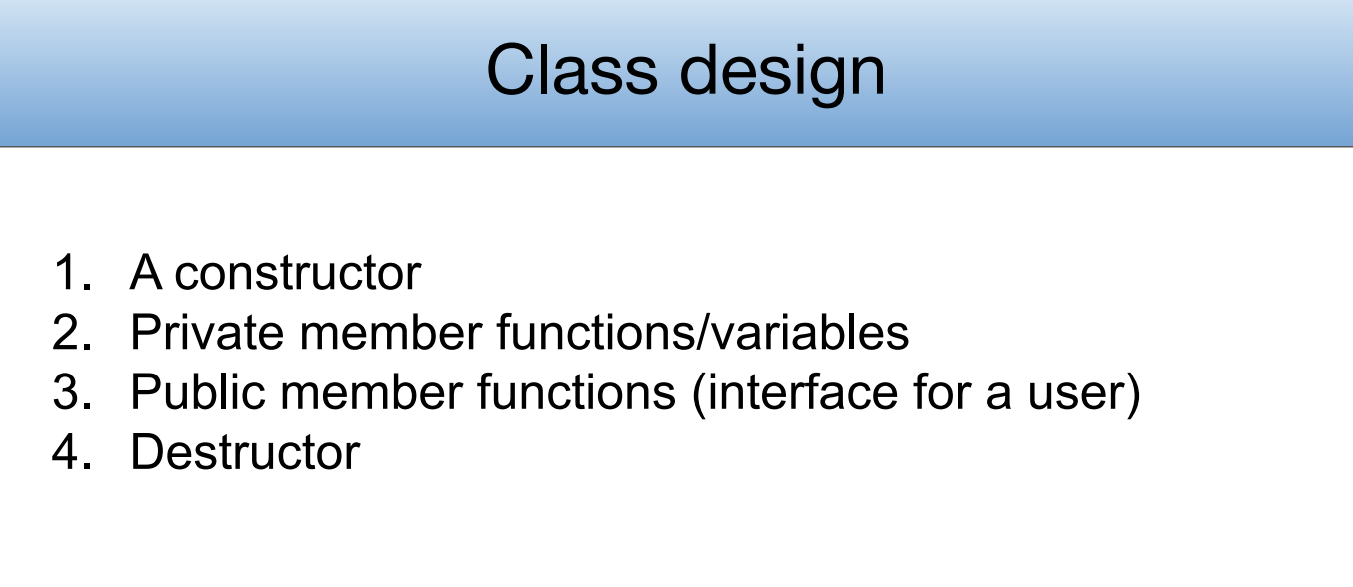 Class design
1. A constructor
2. Private member functions/variables
3. Public member functions (interface for a user)
4. Destructor